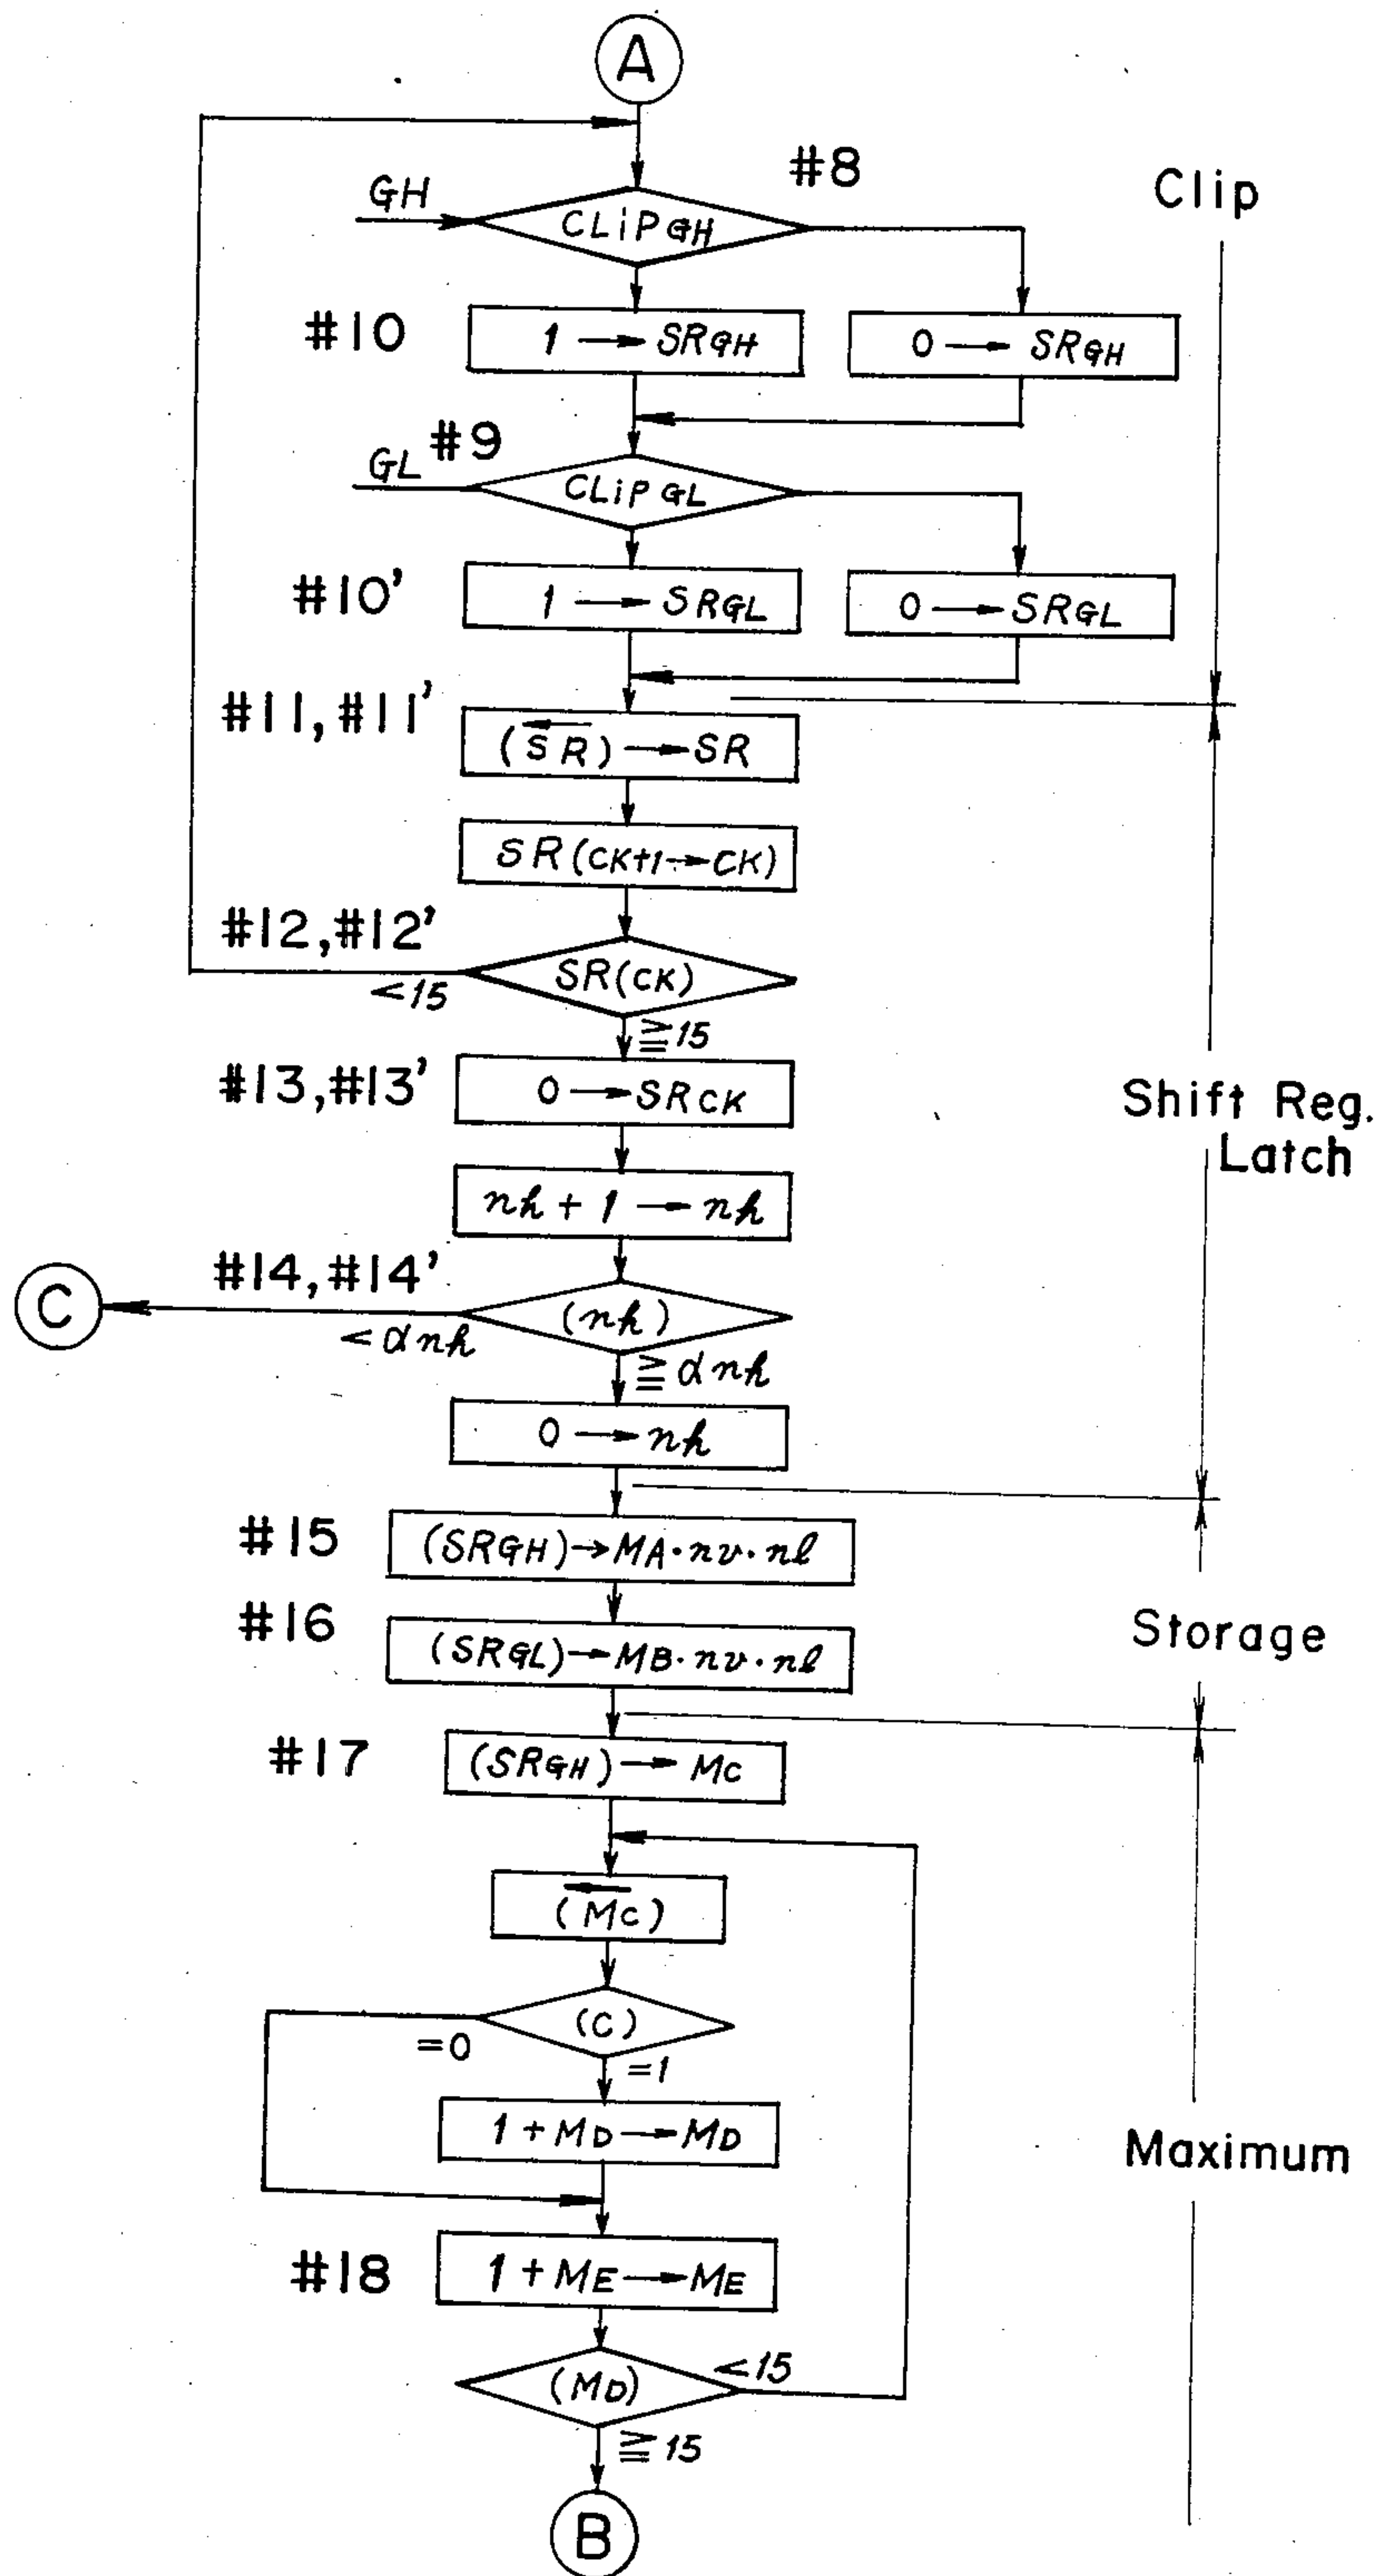 A
#8
Clip
GH
CLiP GH
#10
1 → SRGH
0 → SRGH
#9
GL
CLiP GL
#10'
1 → SRGL
0 → SRGL
#11, #11'
(SR) → SR
SR (CK+1 → CK)
#12, #12'
SR (CK)
<15
≧15
#13, #13'
0 → SRCK
Shift Reg.
Latch
nh + 1 → nh
#14, #14'
C
(nh)
<αnh
≧αnh
0 → nh
#15
(SRGH) → MA·nv·nl
#16
(SRGL) → MB·nv·nl
Storage
#17
(SRGH) → MC
(MC)
(C)
=0
=1
1 + MD → MD
Maximum
#18
1 + ME → ME
(MD)
<15
≧15
B